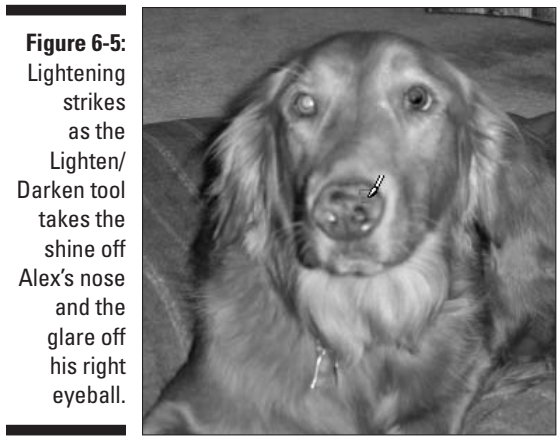 Figure 6-5:
Lightening
strikes
as the
Lighten/
Darken tool
takes the
shine off
Alex's nose
and the
glare off
his right
eyeball.